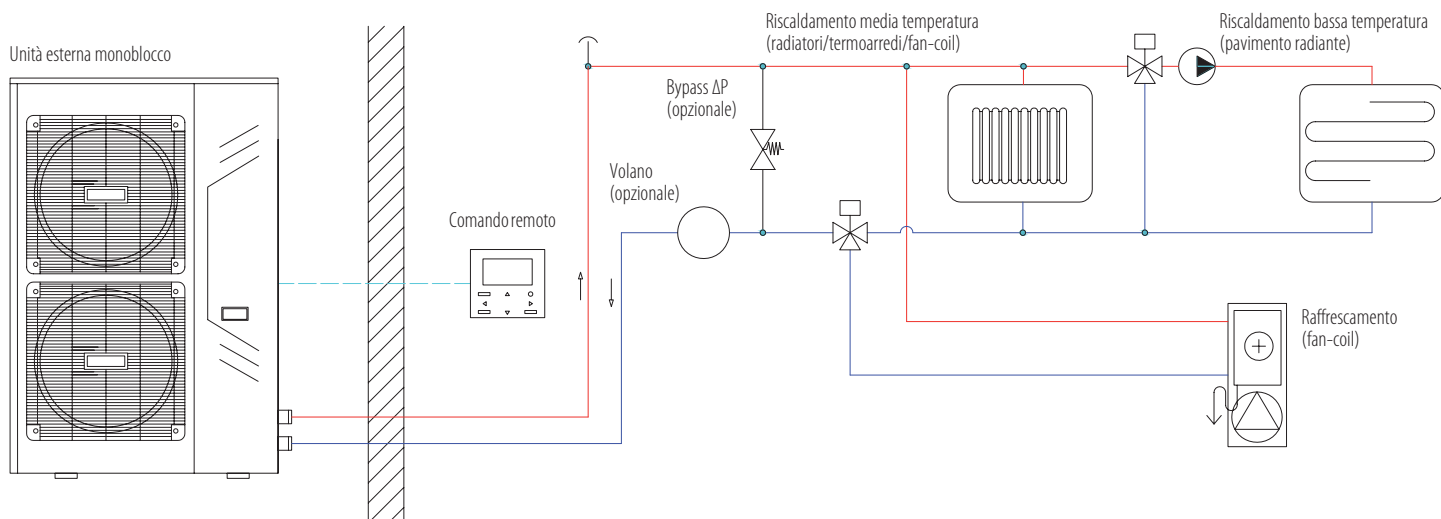 Unità esterna monoblocco
Riscaldamento media temperatura
(radiatori/termoarredi/fan-coil)
Riscaldamento bassa temperatura
(pavimento radiante)
Bypass ΔP
(opzionale)
Volano
(opzionale)
Comando remoto
Raffrescamento
(fan-coil)